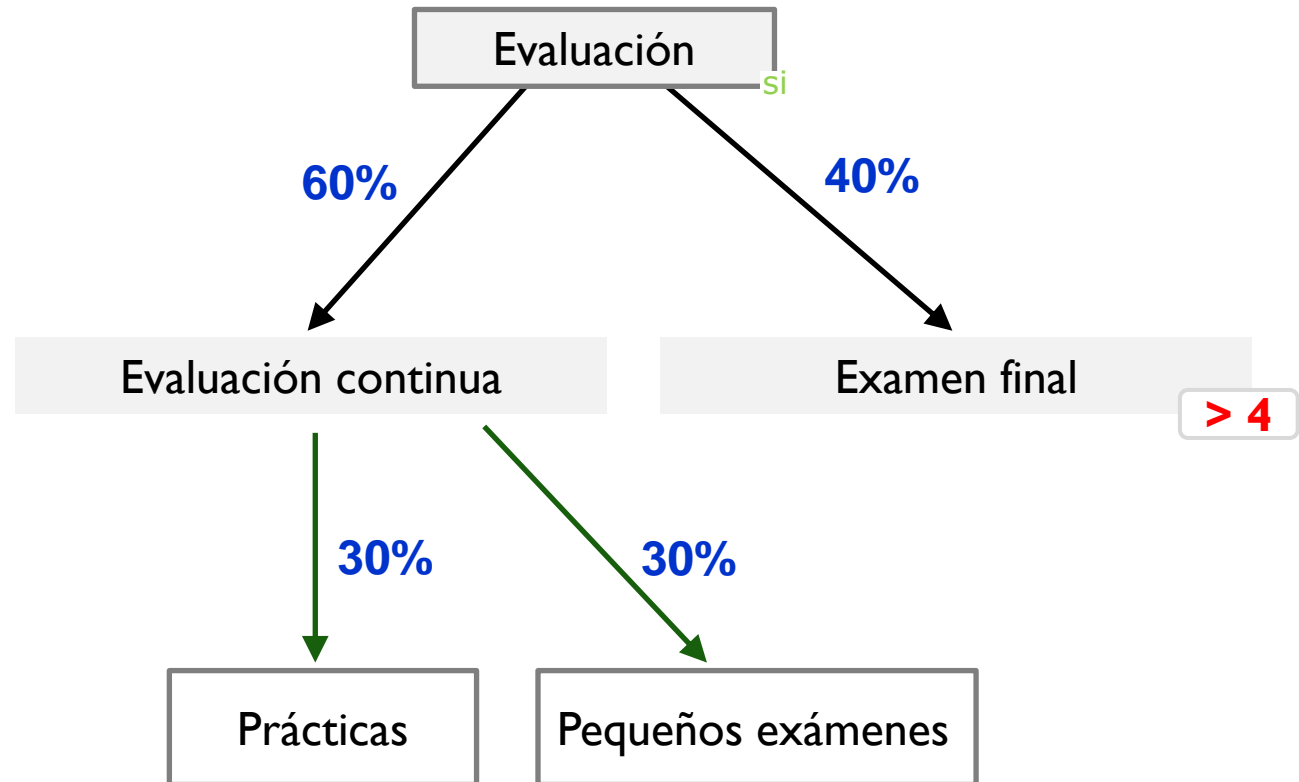 Evaluación
si
60%
40%
Evaluación continua
Examen final
> 4
30%
30%
Prácticas
Pequeños exámenes